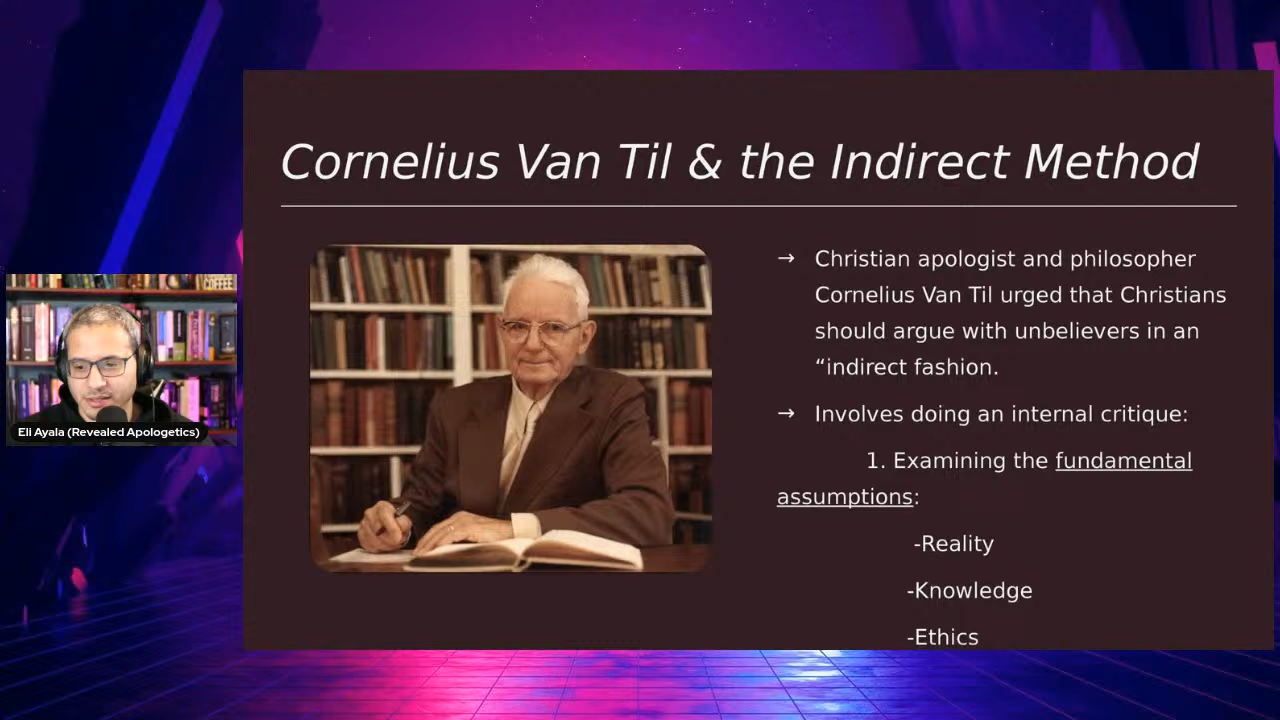 Cornelius Van Til & the Indirect Method
→ Christian apologist and philosopher
Cornelius Van Til urged that Christians
should argue with unbelievers in an
“indirect fashion.
→ Involves doing an internal critique:
1. Examining the fundamental
assumptions:
-Reality
-Knowledge
-Ethics
COFFEE
Eli Ayala (Revealed Apologetics)